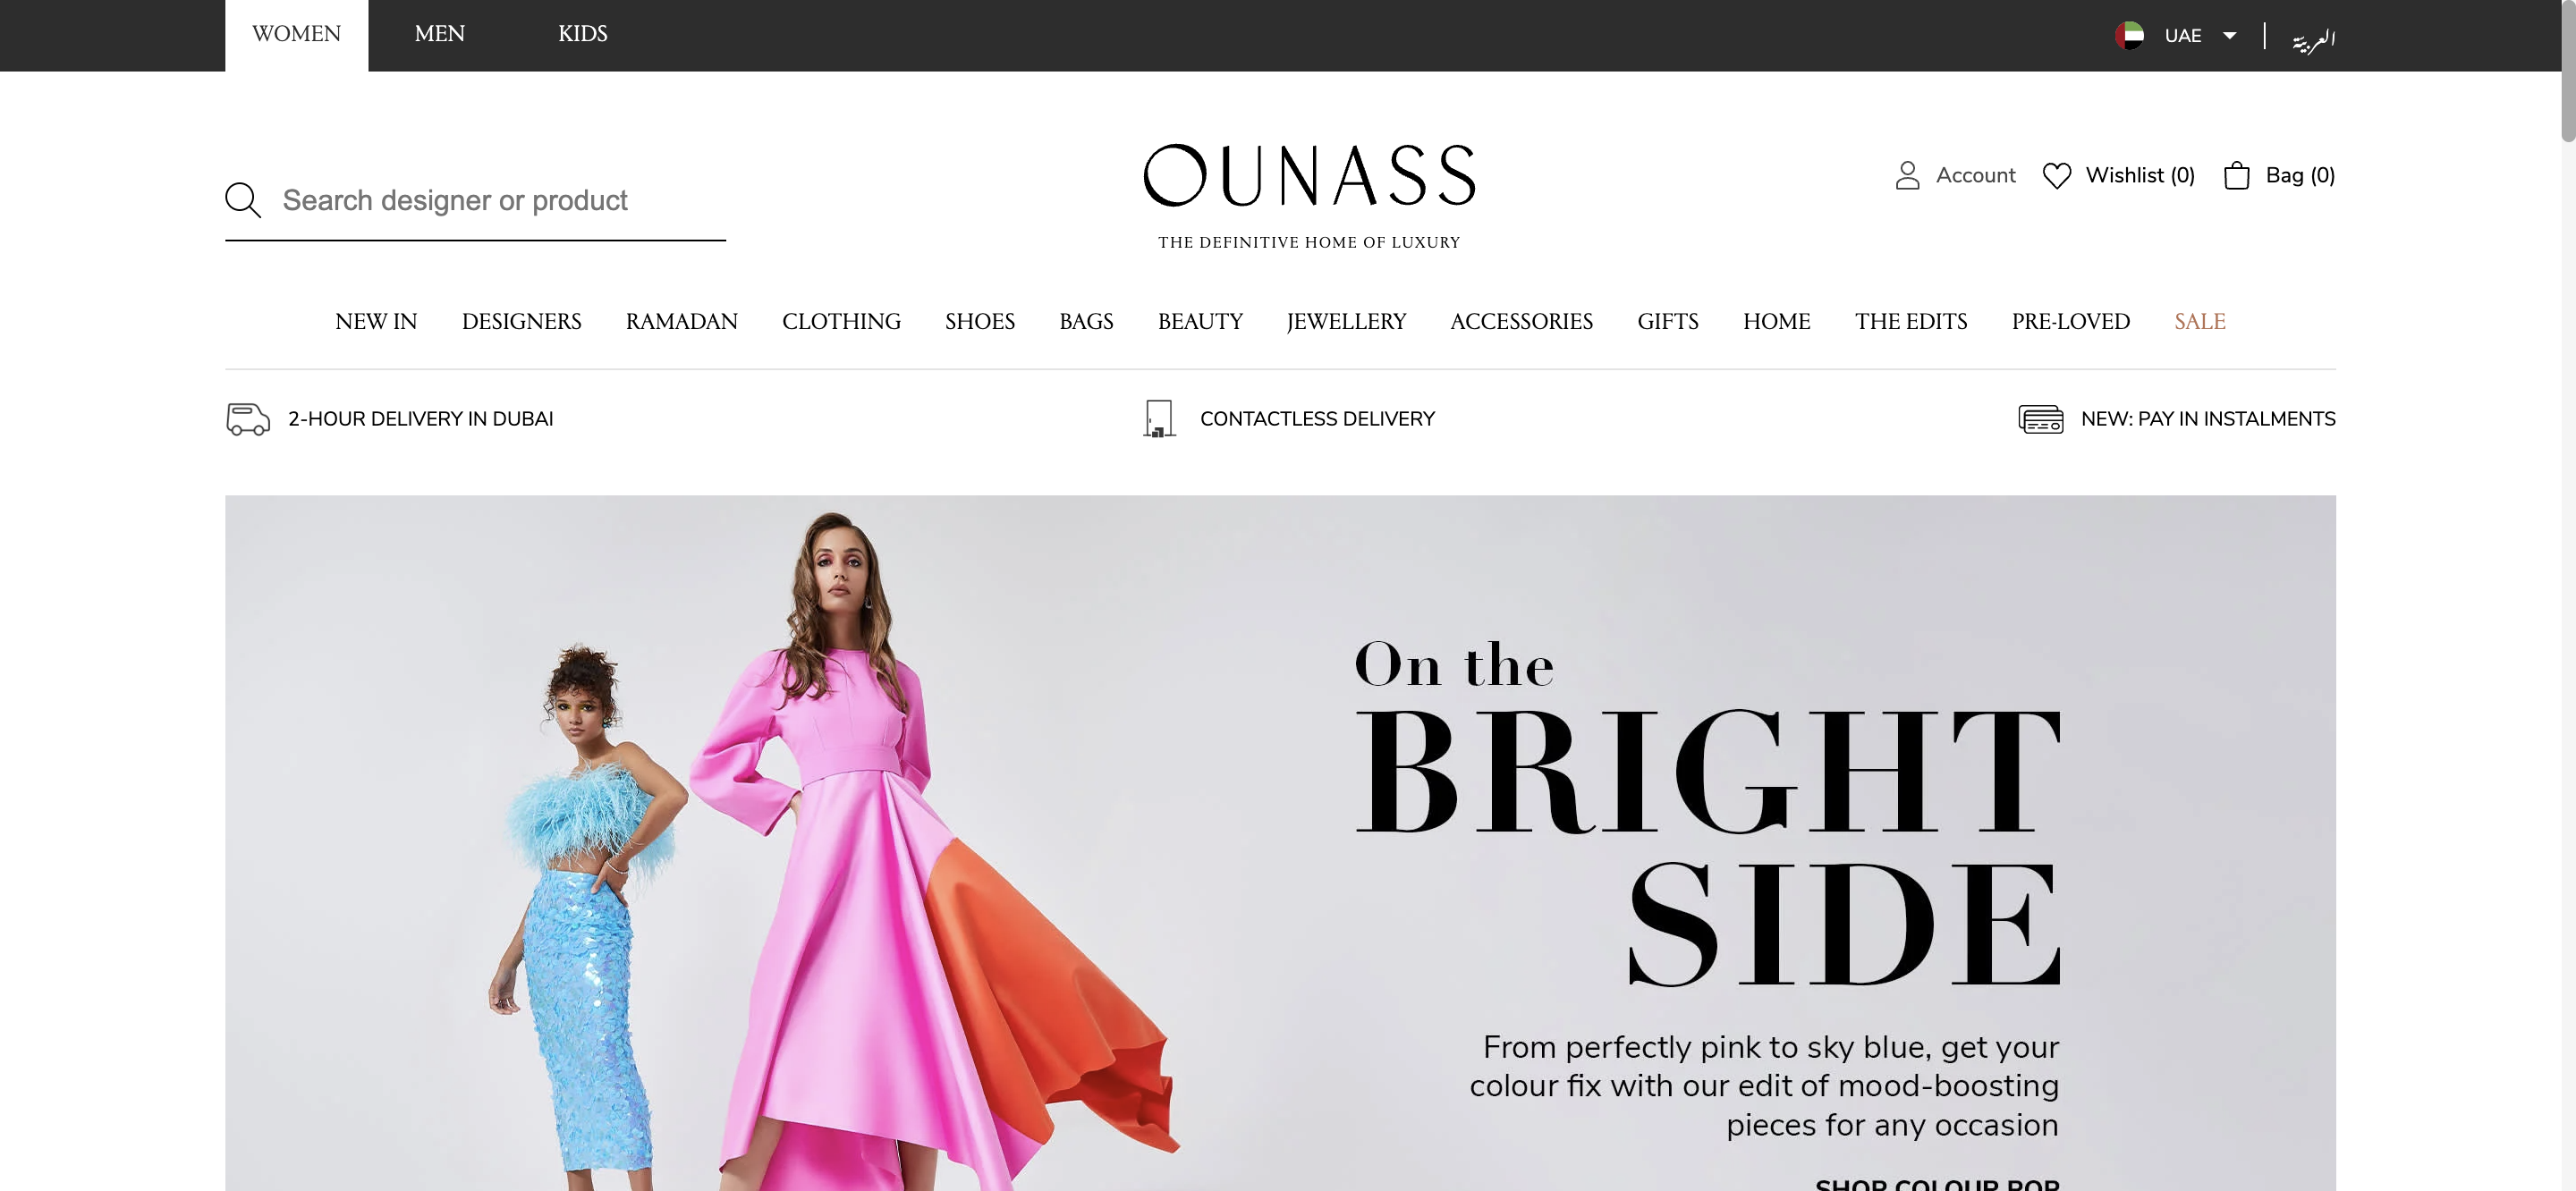 WOMEN MEN KIDS UAE العربية
Search designer or product
OUNASS
THE DEFINITIVE HOME OF LUXURY
Account Wishlist (0) Bag (0)
NEW IN DESIGNERS RAMADAN CLOTHING SHOES BAGS BEAUTY JEWELLERY ACCESSORIES GIFTS HOME THE EDITS PRE-LOVED SALE
2-HOUR DELIVERY IN DUBAI CONTACTLESS DELIVERY NEW: PAY IN INSTALMENTS
On the
BRIGHT
SIDE
From perfectly pink to sky blue, get your
colour fix with our edit of mood-boosting
pieces for any occasion
SHOP COLOUR POP